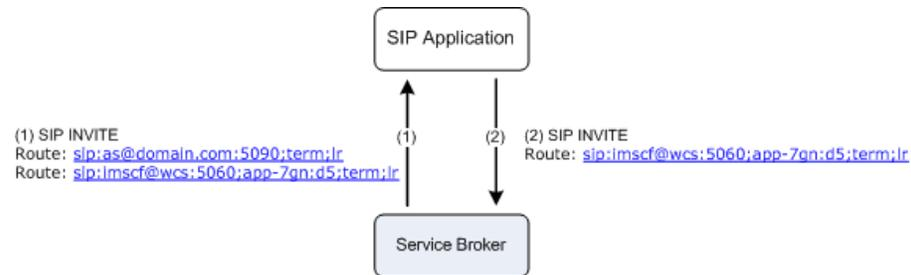 SIP Application
(1) SIP INVITE
Route: sip:as@domain.com:5090;term;lr
Route: sip:imscf@wcs:5060;app-7gn:d5;term;lr
(1)
(2)
(2) SIP INVITE
Route: sip:imscf@wcs:5060;app-7gn:d5;term;lr
Service Broker